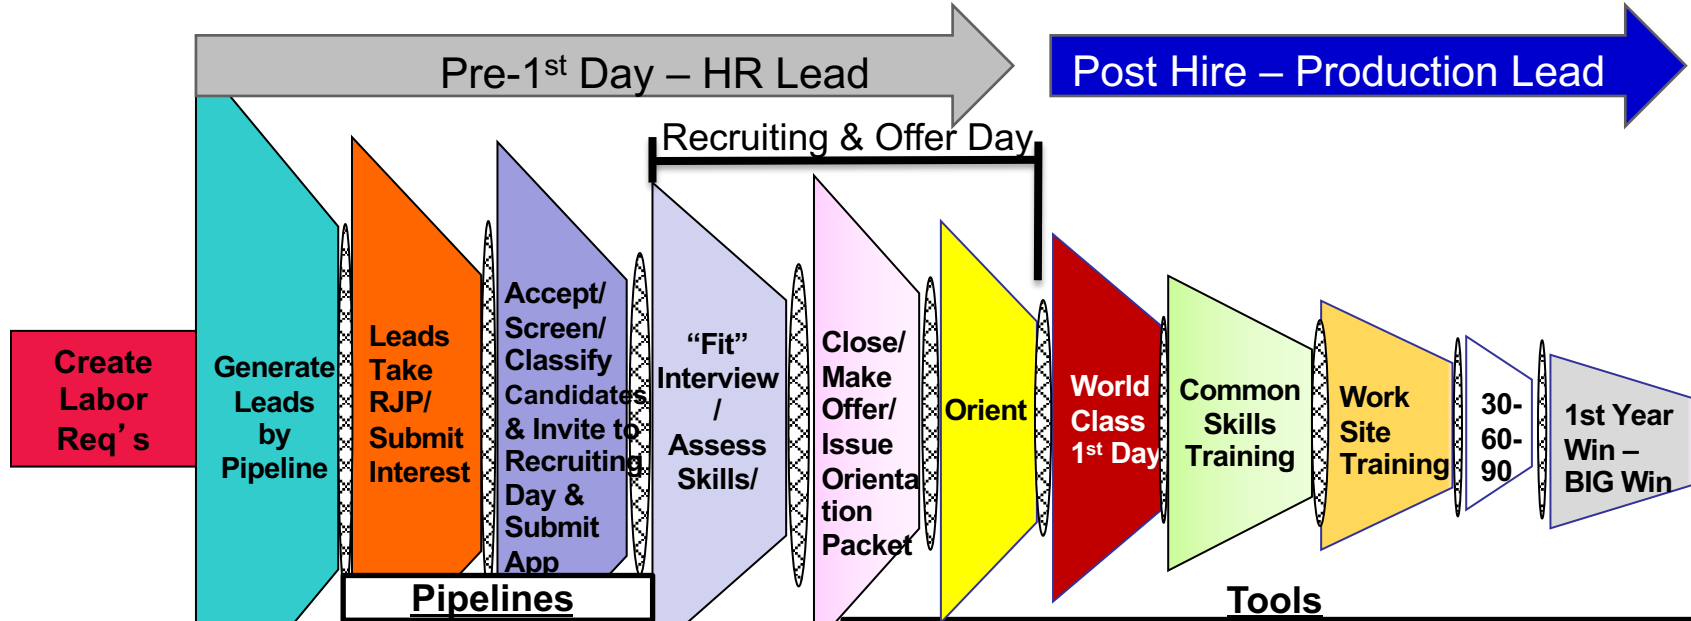 Pre-1st Day – HR Lead
Post Hire – Production Lead
Recruiting & Offer Day
Create
Labor
Req's
Generate
Leads
by
Pipeline
Leads
Take
RJP/
Submit
Interest
Accept/
Screen/
Classify
Candidates
& Invite to
Recruiting
Day &
Submit
App
“Fit”
Interview
/
Assess
Skills/
Close/
Make
Offer/
Issue
Orienta
tion
Packet
Orient
World
Class
1st Day
Common
Skills
Training
Work
Site
Training
30-
60-
90
1st Year
Win –
BIG Win
Pipelines
Tools